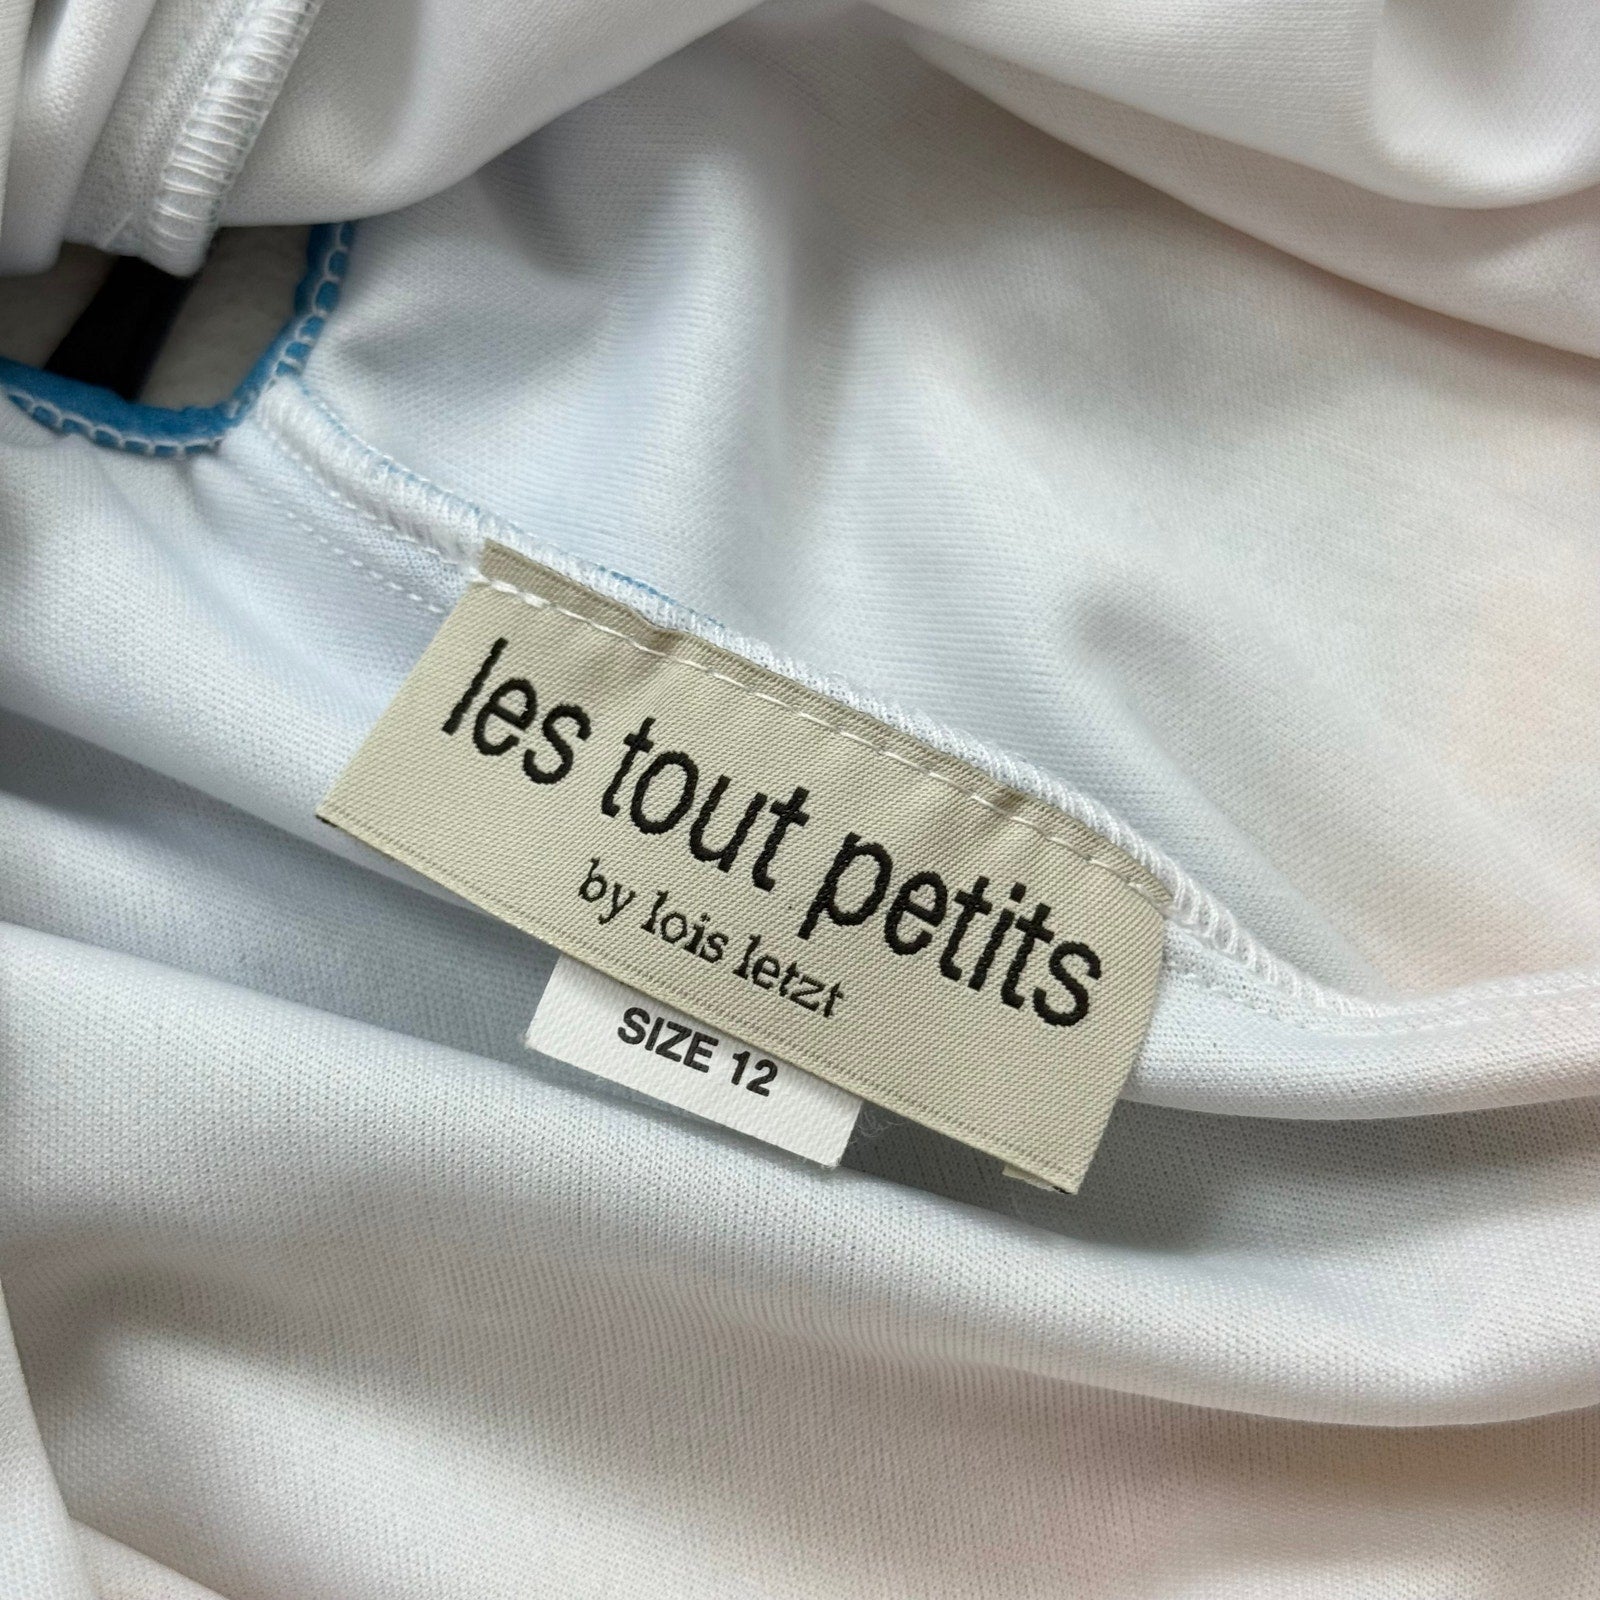 les tout petits
by lois letzt
SIZE 12